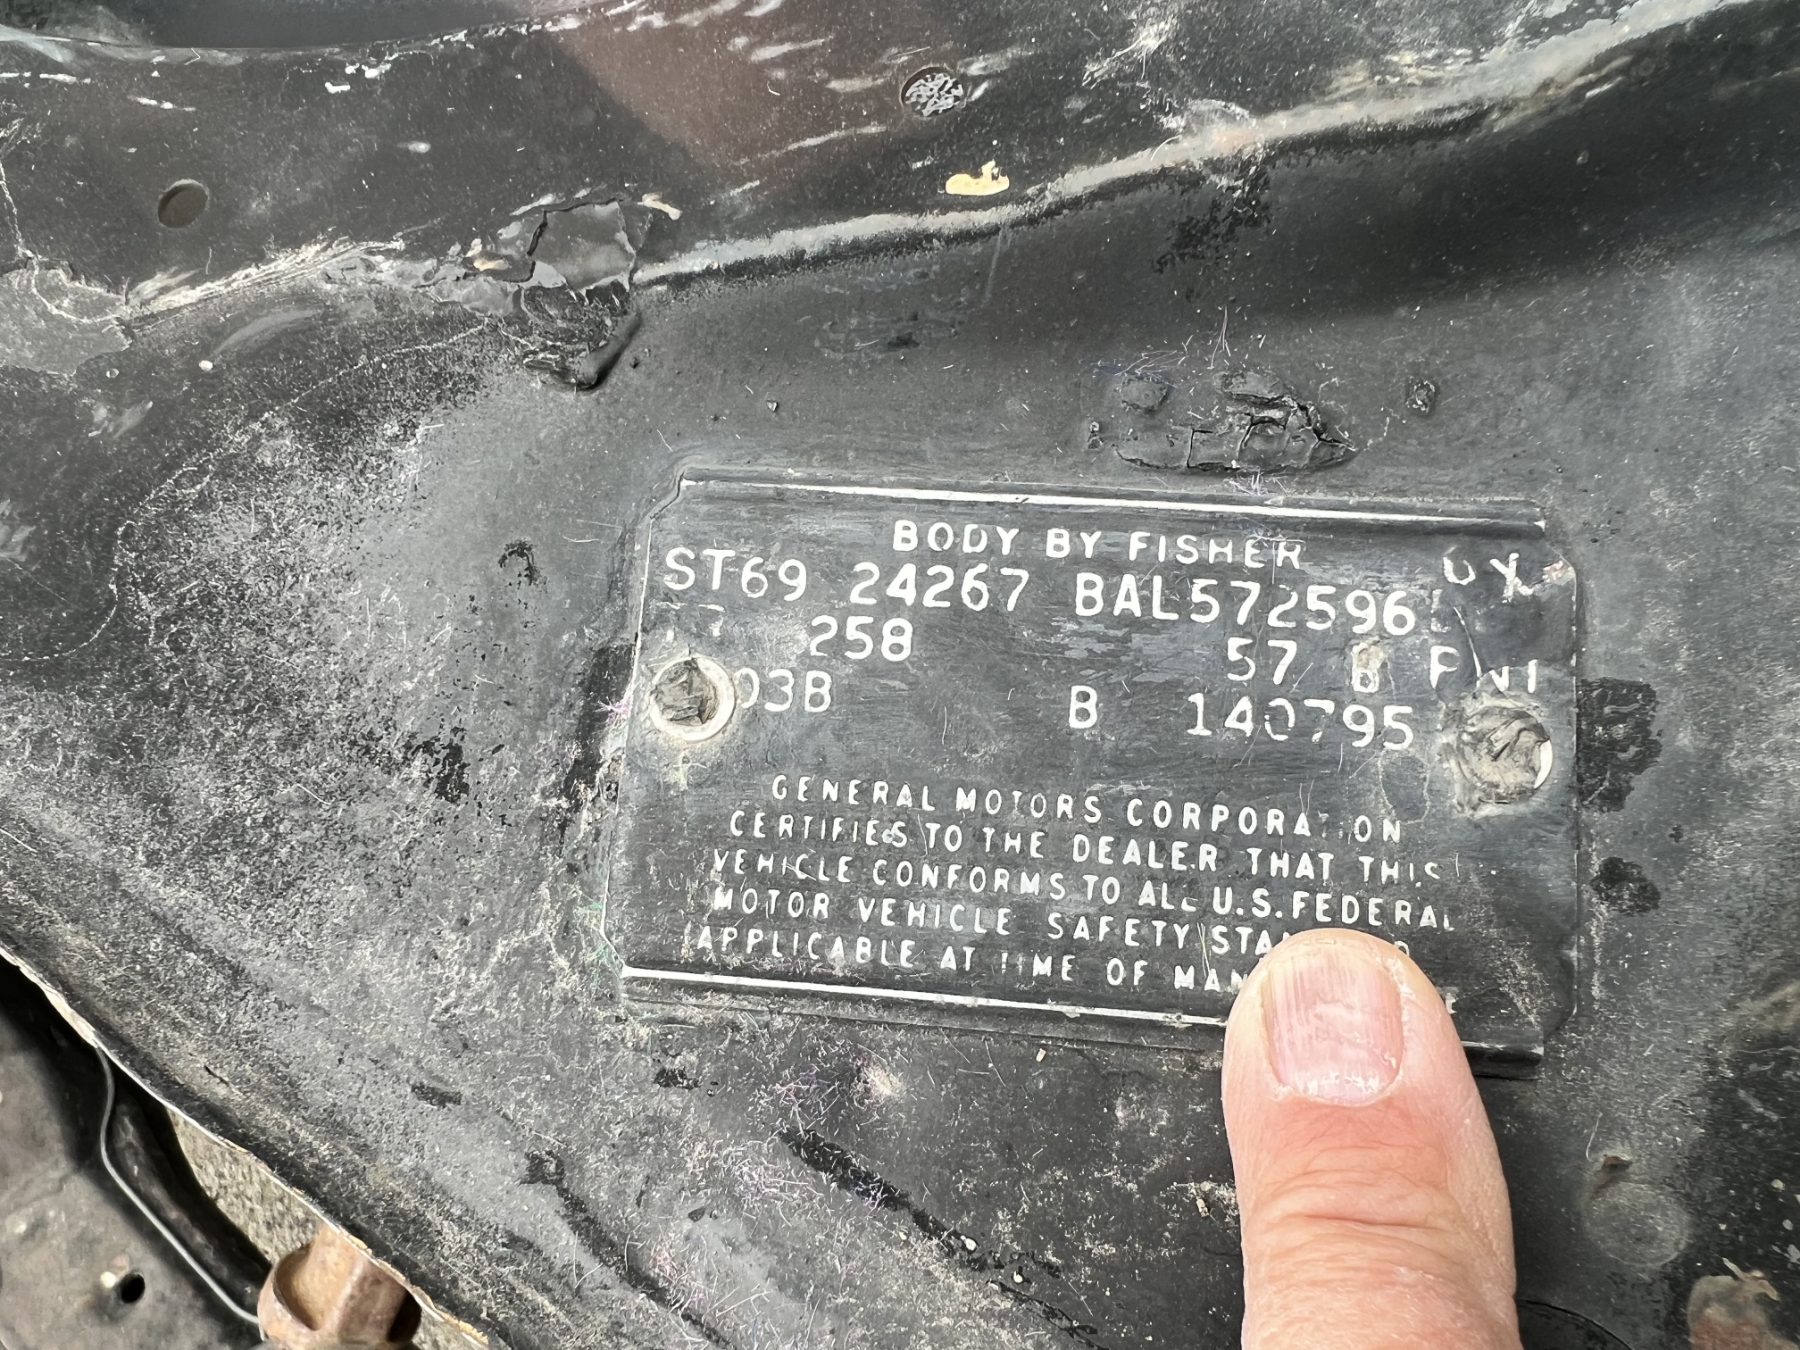 BODY BY FISHER
ST69 24267 BAL572596
258 57 B
03B B 140795
GENERAL MOTORS CORPORATION
CERTIFIES TO THE DEALER THAT THIS
VEHICLE CONFORMS TO ALL U.S. FEDERAL
MOTOR VEHICLE SAFETY
APPLICABLE AT TIME OF